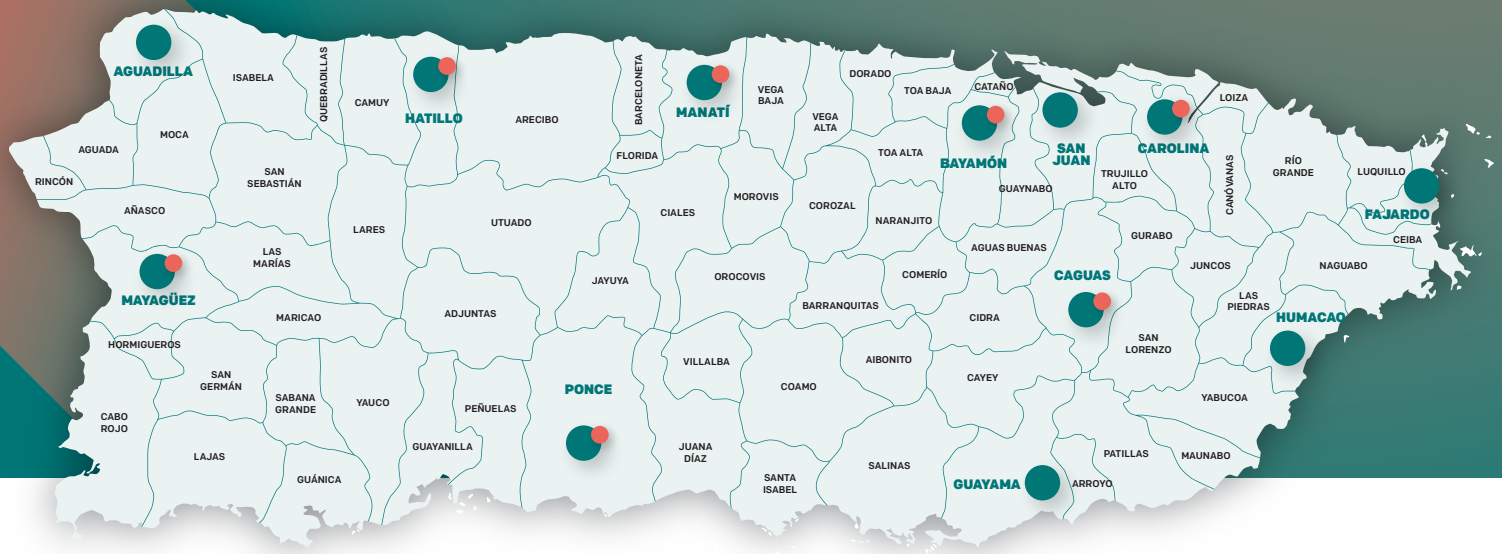 AGUADILLA
ISABELA
QUEBRADILLAS
CAMUY
HATILLO
ARECIBO
BARCELONETA
MANATÍ
VEGA
BAJA
VEGA
ALTA
DORADO
TOA BAJA
CATAÑO
LOIZA
MOCA
AGUADA
RINCÓN
SAN
SEBASTIÁN
FLORIDA
TOA ALTA
BAYAMÓN
SAN
JUAN
CAROLINA
GUAYNABO
TRUJILLO
ALTO
CANÓVANAS
RÍO
GRANDE
LUQUILLO
FAJARDO
CEIBA
AÑASCO
LARES
UTUADO
CIALES
MOROVIS
COROZAL
NARANJITO
AGUAS BUENAS
GURABO
LAS
MARÍAS
MAYAGÜEZ
JAYUYA
OROCOVIS
BARRANQUITAS
COMERÍO
CAGUAS
JUNCOS
NAGUABO
LAS
PIEDRAS
HUMACAO
MARICAO
ADJUNTAS
CIDRA
SAN
LORENZO
HORMIGUEROS
SAN
GERMÁN
SABANA
GRANDE
YAUCO
PEÑUELAS
PONCE
VILLALBA
COAMO
AIBONITO
CAYEY
YABUCOA
CABO
ROJO
LAJAS
GUÁNICA
GUAYANILLA
JUANA
DÍAZ
SANTA
ISABEL
SALINAS
GUAYAMA
ARROYO
PATILLAS
MAUNABO